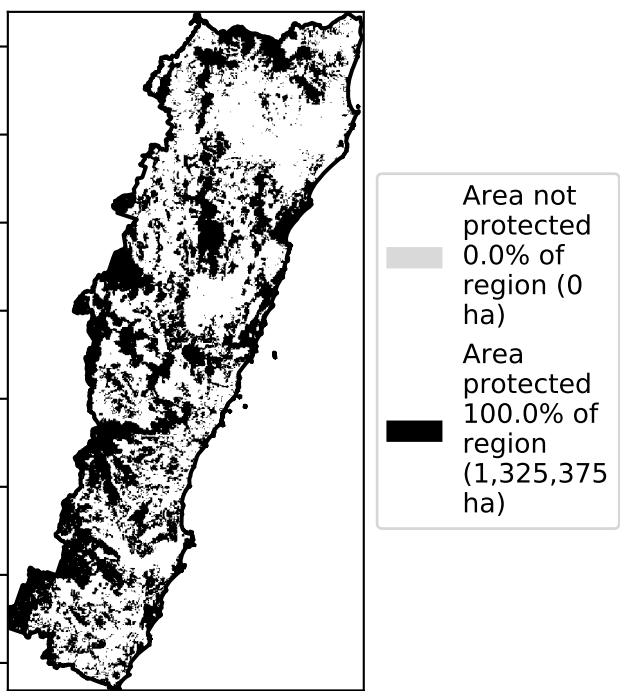 Area not
protected
0.0% of
region (0
ha)
Area
protected
100.0% of
region
(1,325,375
ha)